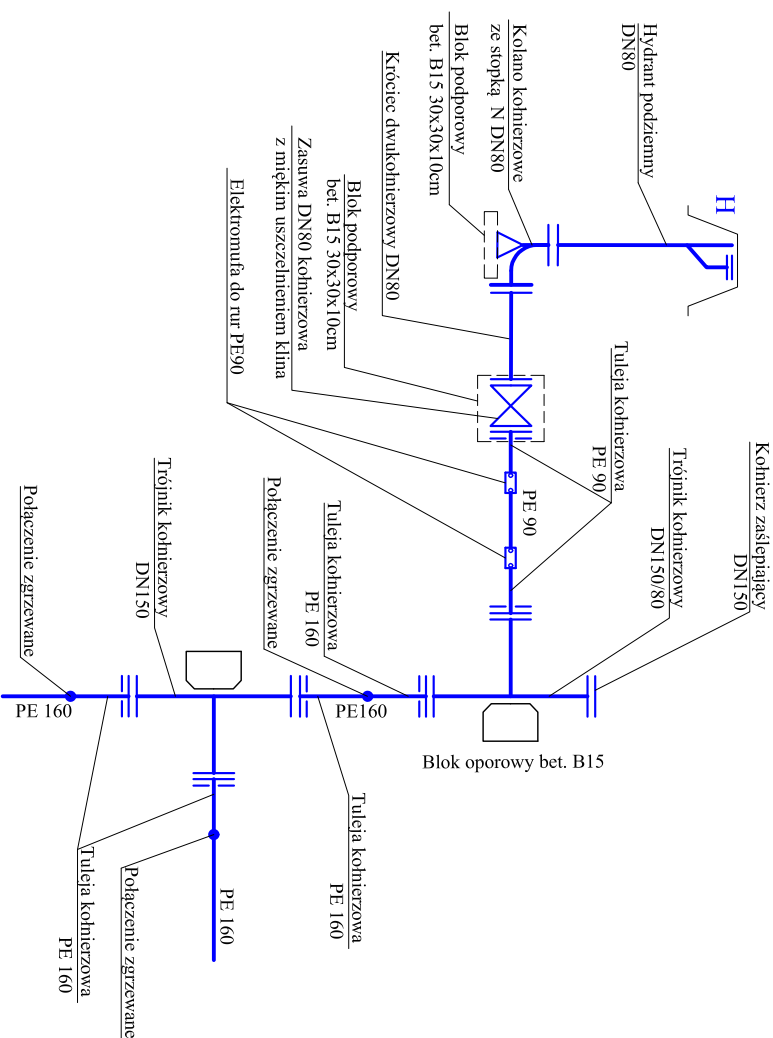 H
Hydrant podziemny
DN80
Kolano kołnierzowe
ze stopką N DN80
Blok podporowy
bet. B15 30x30x10cm
Króciec dwukołnierzowy DN80
Blok podporowy
bet. B15 30x30x10cm
Zasuwa DN80 kołnierzowa
z miękim uszczelnieniem klina
Elektromufa do rur PE90
Tuleja kołnierzowa
PE 90
PE 90
Kołnierz zaślepiający
DN150
Trójnik kołnierzowy
DN150/80
Tuleja kołnierzowa
PE 160
Połączenie zgrzewane
Trójnik kołnierzowy
DN150
Połączenie zgrzewane
PE 160
PE160
Blok oporowy bet. B15
Tuleja kołnierzowa
PE 160
PE 160
Połączenie zgrzewane
Tuleja kołnierzowa
PE 160